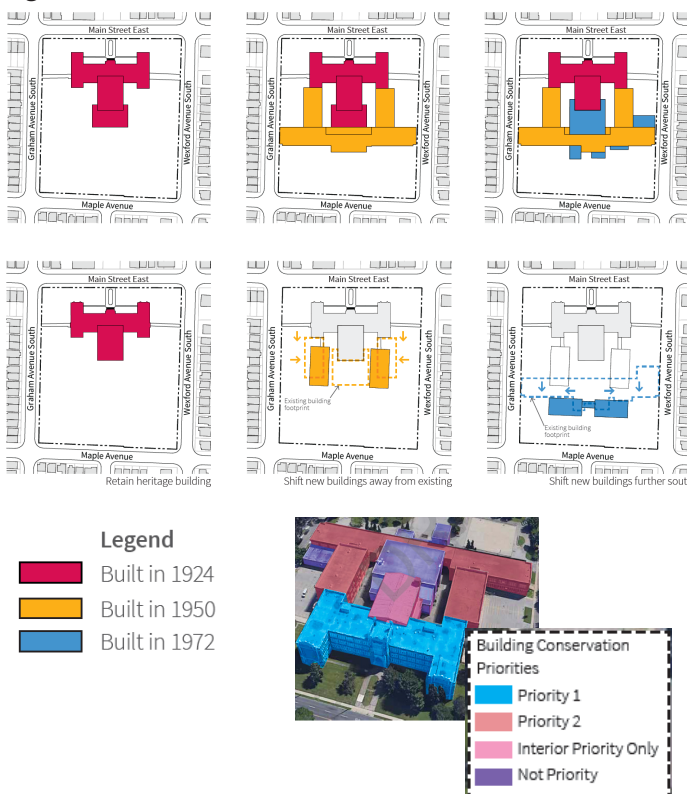 Main Street East
Graham Avenue South
Wexford Avenue South
Maple Avenue
Main Street East
Graham Avenue South
Wexford Avenue South
Maple Avenue
Main Street East
Graham Avenue South
Wexford Avenue South
Maple Avenue
Main Street East
Graham Avenue South
Wexford Avenue South
Maple Avenue
Retain heritage building
Main Street East
Graham Avenue South
Wexford Avenue South
Existing building
footprint
Maple Avenue
Shift new buildings away from existing
Main Street East
Graham Avenue South
Wexford Avenue South
Existing building
footprint
Maple Avenue
Shift new buildings further sout
Legend
Built in 1924
Built in 1950
Built in 1972
Building Conservation
Priorities
Priority 1
Priority 2
Interior Priority Only
Not Priority